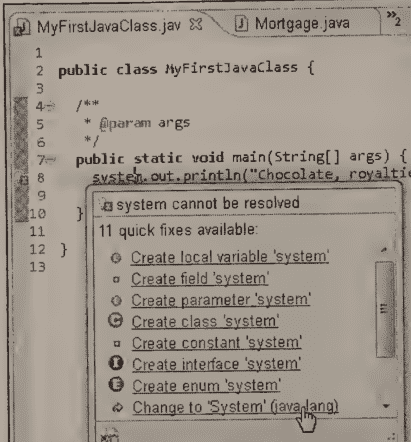 MyFirstJavaClass.jav
Mortgage.java
»2
1
2 public class MyFirstJavaClass {
3
4 /**
5 * @param args
6 */
7 public static void main(String[] args) {
8 system.out.println("Chocolate, royaltie
10 }
11
12 }
13
system cannot be resolved
11 quick fixes available:
Create local variable 'system'
Create field 'system'
Create parameter 'system'
Create class 'system'
Create constant 'system'
Create interface 'system'
Create enum 'system'
Change to 'System' (java.lang)